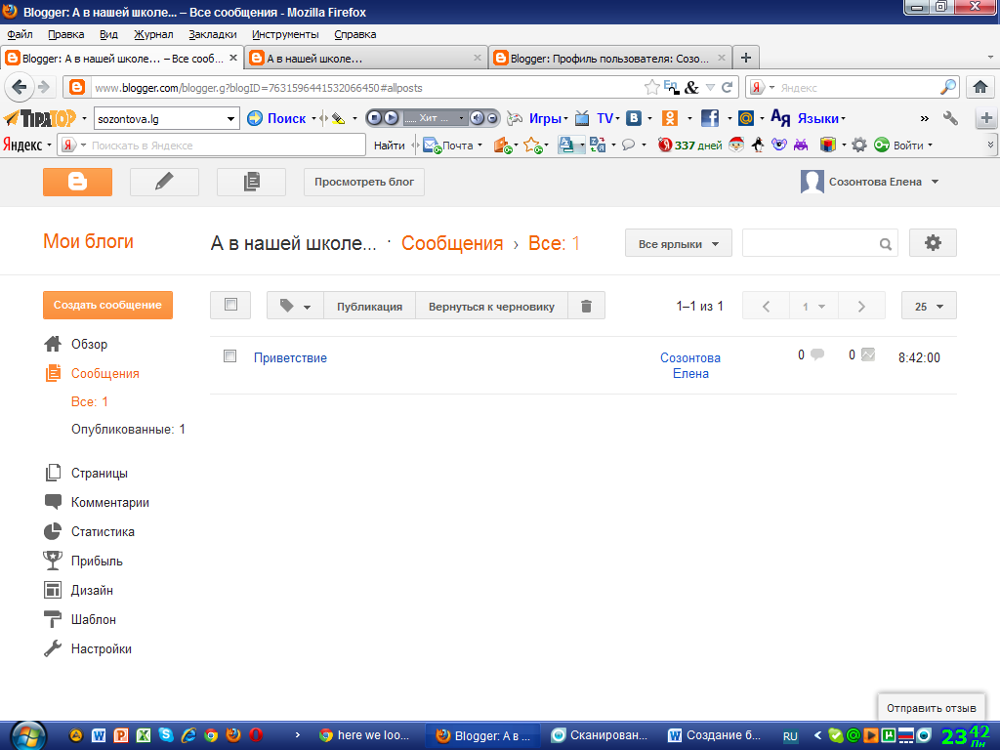 Blogger: А в нашей школе... – Все сообщения - Mozilla Firefox
Файл Правка Вид Журнал Закладки Инструменты Справка
Blogger: А в нашей школе... – Все сооб... × А в нашей школе... × Blogger: Профиль пользователя: Созо... × +
www.blogger.com/blogger.g?blogID=7631596441532066450#allposts Яндекс
ТИРАТОР sozontova.lg Поиск ..... Хит ... Игры TV В f @ Ая Языки »
Яндекс Я Поискать в Яндексе Найти Почта 337 дней Войти
Просмотреть блог Созонтова Елена
Мои блоги А в нашей школе... · Сообщения › Все: 1 Все ярлыки
Создать сообщение Публикация Вернуться к черновику 1–1 из 1 1 25
Обзор
Приветствие Созонтова Елена 0 0 8:42:00
Сообщения
Все: 1
Опубликованные: 1
Страницы
Комментарии
Статистика
Прибыль
Дизайн
Шаблон
Настройки
Отправить отзыв
here we loo... Blogger: А в ... Сканирован... Создание б... RU 23 42 Пн